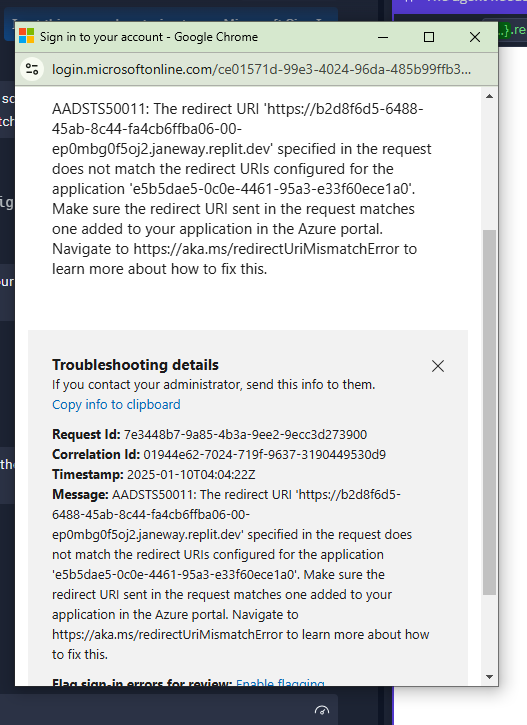 Sign in to your account - Google Chrome
login.microsoftonline.com/ce01571d-99e3-4024-96da-485b99ffb3...
AADSTS50011: The redirect URI 'https://b2d8f6d5-6488-
45ab-8c44-fa4cb6ffba06-00-
ep0mbg0f5oj2.janeway.replit.dev' specified in the request
does not match the redirect URIs configured for the
application 'e5b5dae5-0c0e-4461-95a3-e33f60ece1a0'.
Make sure the redirect URI sent in the request matches
one added to your application in the Azure portal.
Navigate to https://aka.ms/redirectUriMismatchError to
learn more about how to fix this.
Troubleshooting details
If you contact your administrator, send this info to them.
Copy info to clipboard
Request Id: 7e3448b7-9a85-4b3a-9ee2-9ecc3d273900
Correlation Id: 01944e62-7024-719f-9637-3190449530d9
Timestamp: 2025-01-10T04:04:22Z
Message: AADSTS50011: The redirect URI 'https://b2d8f6d5-
6488-45ab-8c44-fa4cb6ffba06-00-
ep0mbg0f5oj2.janeway.replit.dev' specified in the request does
not match the redirect URIs configured for the application
'e5b5dae5-0c0e-4461-95a3-e33f60ece1a0'. Make sure the
redirect URI sent in the request matches one added to your
application in the Azure portal. Navigate to
https://aka.ms/redirectUriMismatchError to learn more about how
to fix this.
Flag sign-in errors for review: Enable flagging